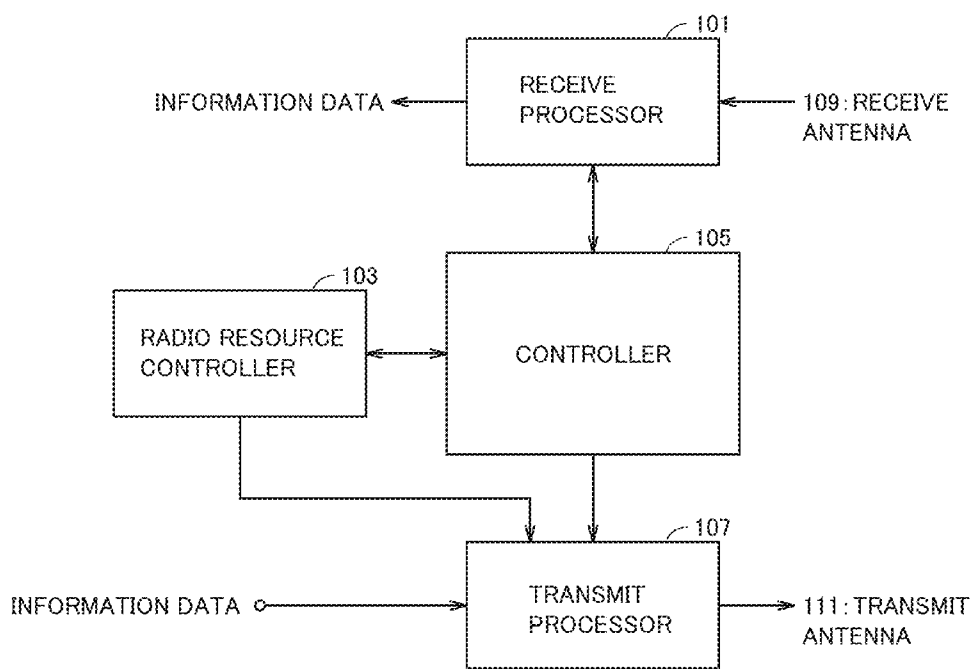 101
RECEIVE
PROCESSOR
INFORMATION DATA
109: RECEIVE
ANTENNA
105
CONTROLLER
103
RADIO RESOURCE
CONTROLLER
107
TRANSMIT
PROCESSOR
INFORMATION DATA
111: TRANSMIT
ANTENNA